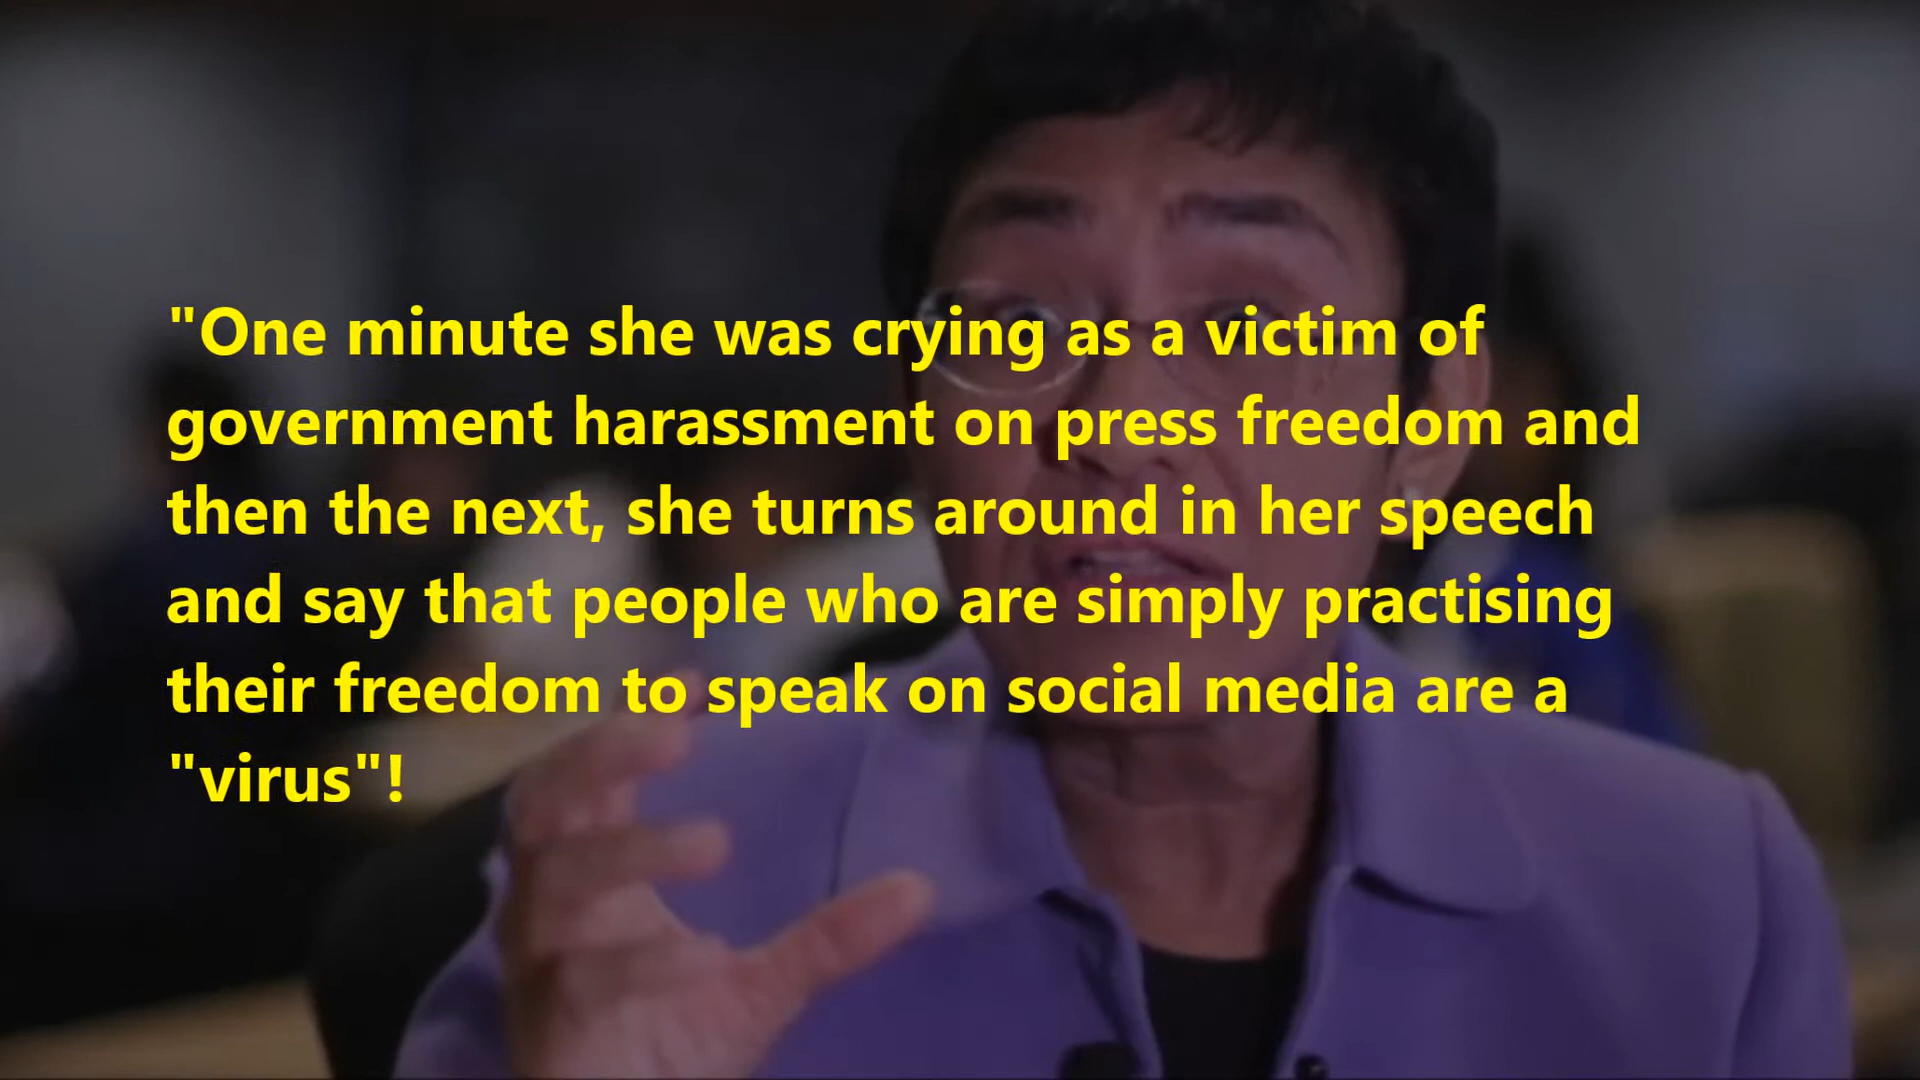 "One minute she was crying as a victim of
government harassment on press freedom and
then the next, she turns around in her speech
and say that people who are simply practising
their freedom to speak on social media are a
"virus"!